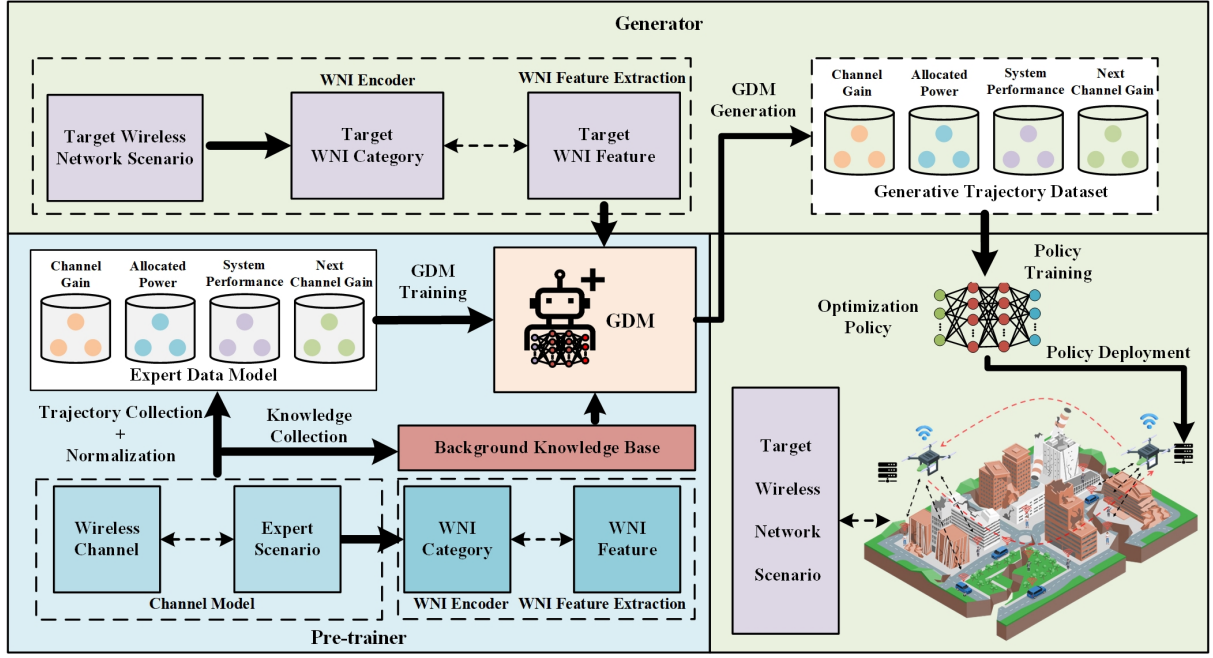 Generator
WNI Encoder
WNI Feature Extraction
Target Wireless
Network Scenario
Target
WNI Category
Target
WNI Feature
GDM
Generation
Channel
Gain
Allocated
Power
System
Performance
Next
Channel Gain
Generative Trajectory Dataset
Channel
Gain
Allocated
Power
System
Performance
Next
Channel Gain
Expert Data Model
GDM
Training
GDM
Policy
Training
Optimization
Policy
Policy Deployment
Trajectory Collection
+
Normalization
Knowledge
Collection
Background Knowledge Base
Wireless
Channel
Expert
Scenario
Channel Model
WNI
Category
WNI
Feature
WNI Encoder
WNI Feature Extraction
Pre-trainer
Target
Wireless
Network
Scenario